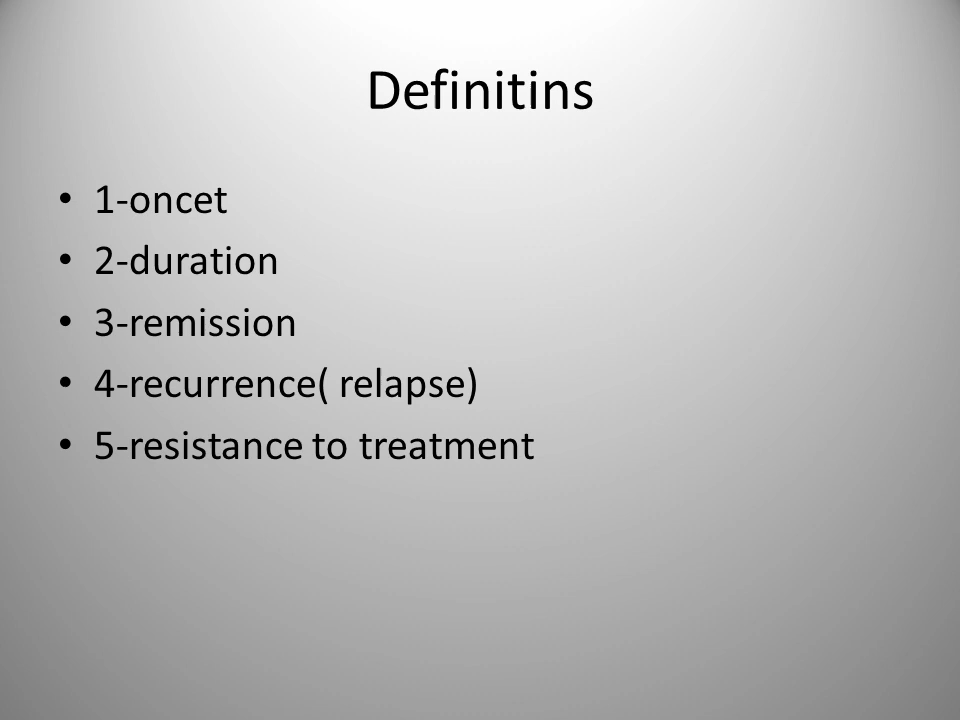 Definitins
• 1-oncet
• 2-duration
• 3-remission
• 4-recurrence( relapse)
• 5-resistance to treatment